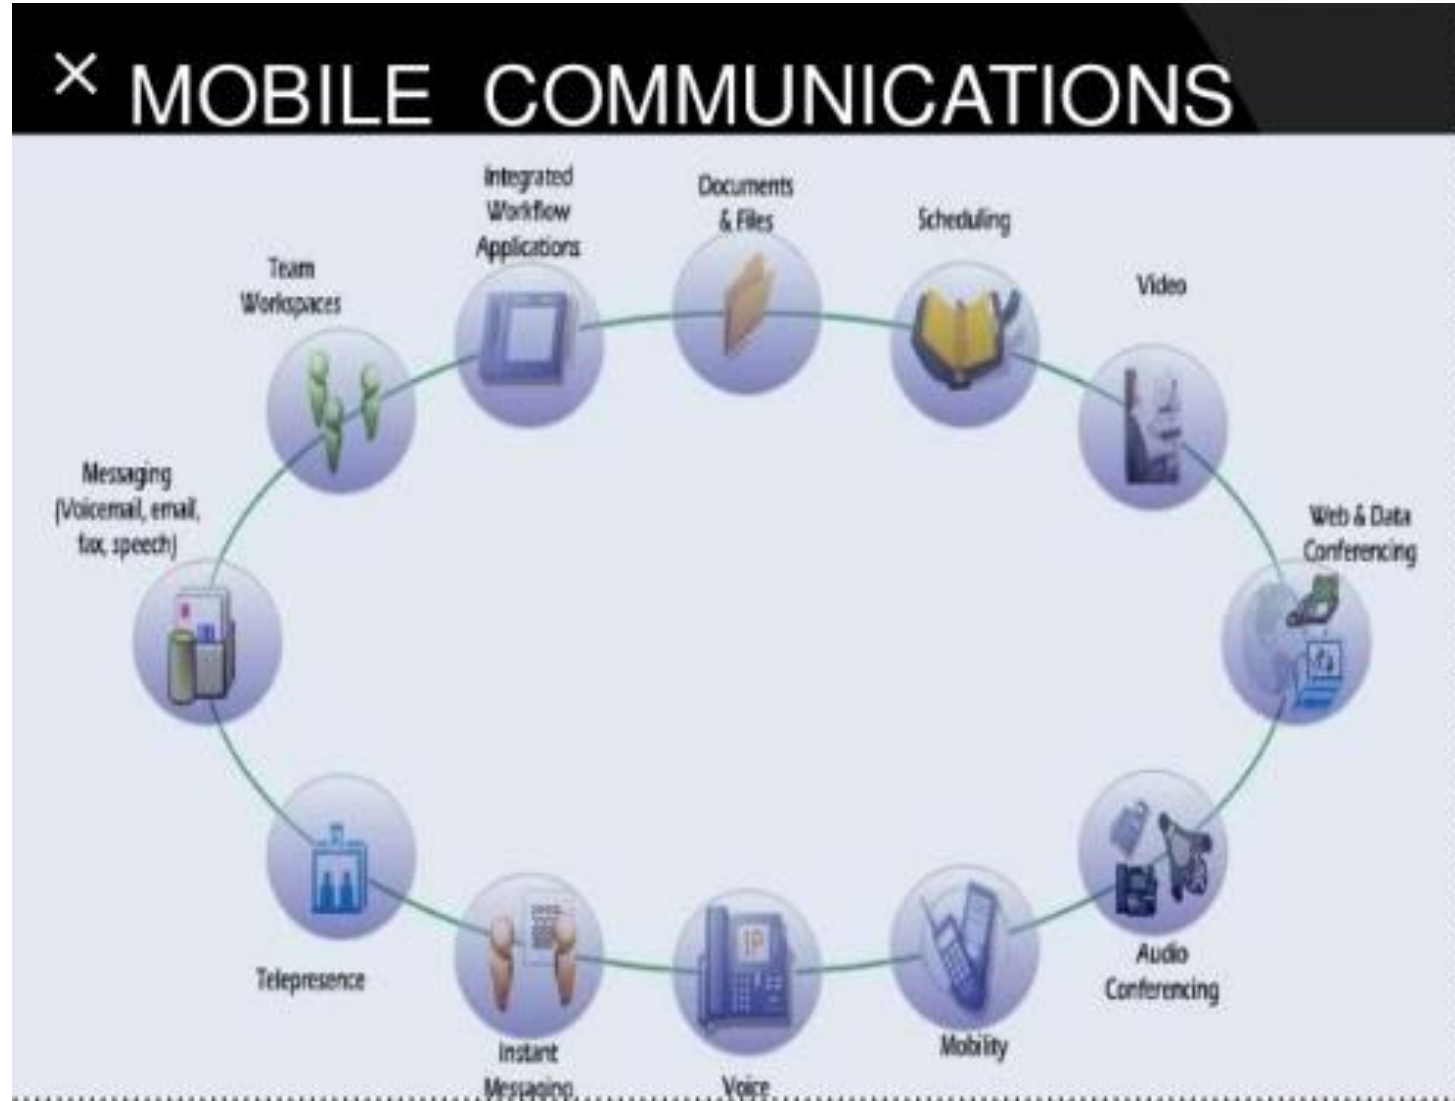 × MOBILE COMMUNICATIONS
Integrated
Workflow
Applications
Documents
& Files
Scheduling
Video
Team
Workspaces
Messaging
(Voicemail, email,
fax, speech)
Web & Data
Conferencing
Telepresence
Instant
Messaging
IP
Voice
Mobility
Audio
Conferencing